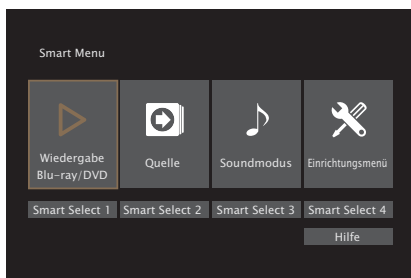 Smart Menu
Wiedergabe
Blu-ray/DVD
Quelle
Soundmodus
Einrichtungsmenü
Smart Select 1
Smart Select 2
Smart Select 3
Smart Select 4
Hilfe